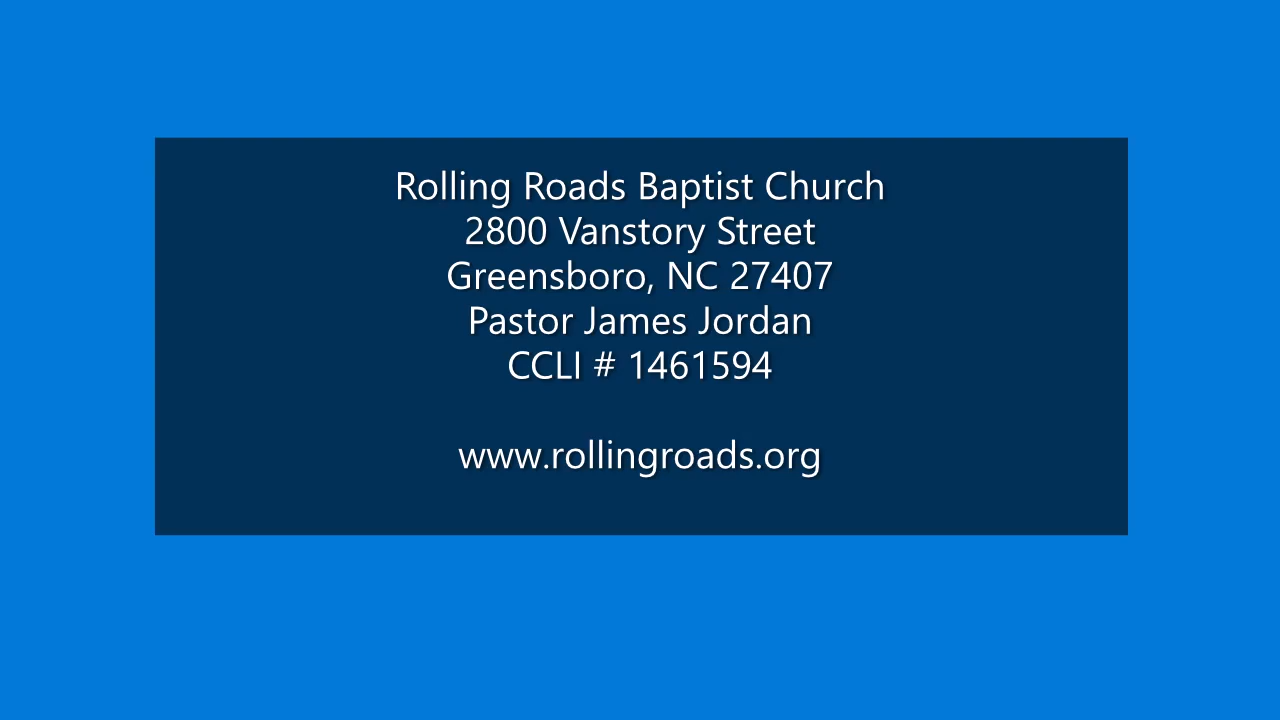 Rolling Roads Baptist Church
2800 Vanstory Street
Greensboro, NC 27407
Pastor James Jordan
CCLI # 1461594
www.rollingroads.org